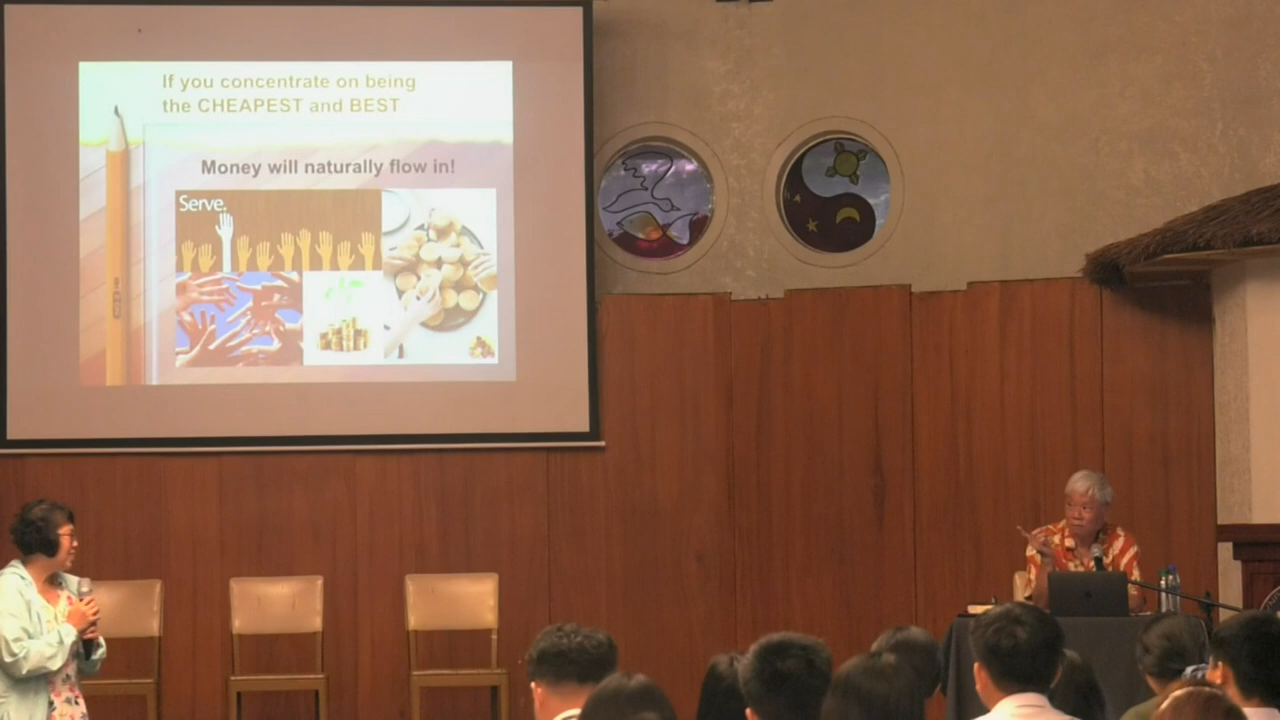 If you concentrate on being
the CHEAPEST and BEST
Money will naturally flow in!
Serve.